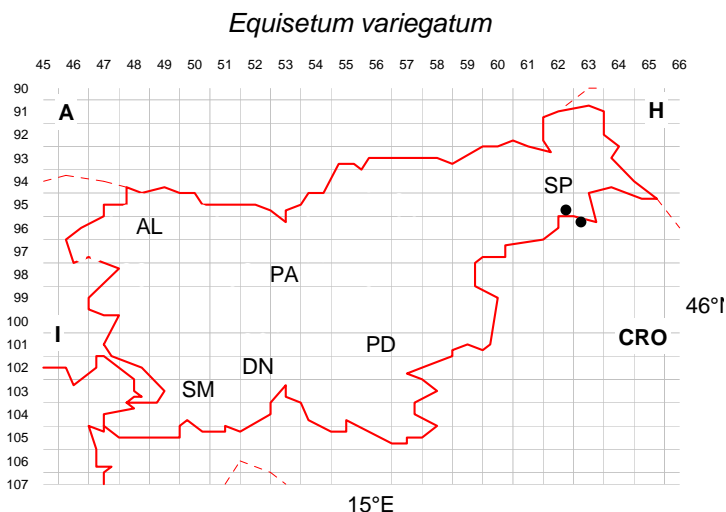 Equisetum variegatum
45 46 47 48 49 50 51 52 53 54 55 56 57 58 59 60 61 62 63 64 65 66
90
91
A H
92
93
94
SP
95
AL
96
97
PA
98
99
46°N
100
I PD CRO
101
102
DN
SM
103
104
105
106
107
15°E